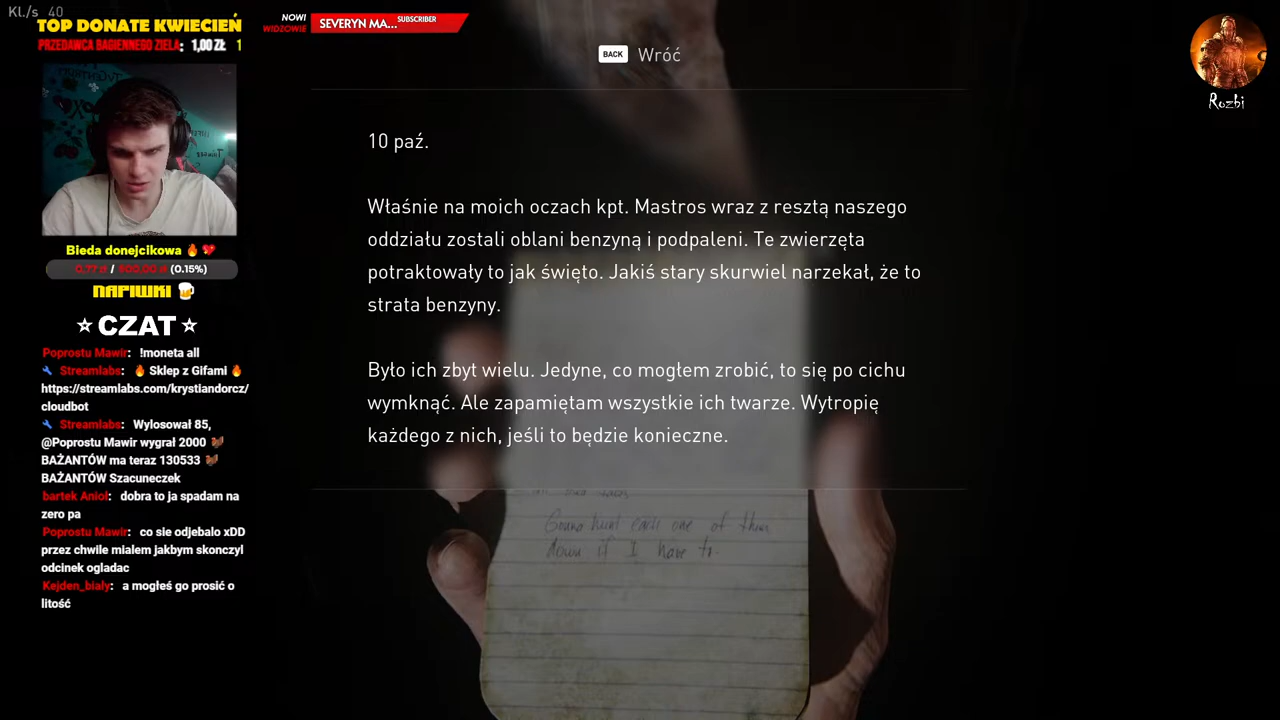 Kl./s 40
TOP DONATE KWIECIEŃ
PRZEDAWCA BAGIENNEGO ZIELA: 1,00 ZŁ 1
NOWI
WIDZOWIE
SEVERYN MA... SUBSCRIBER
BACK Wróć
Rozbi
10 paź.
Właśnie na moich oczach kpt. Mastros wraz z resztą naszego
oddziału zostali oblani benzyną i podpaleni. Te zwierzęta
potraktowały to jak święto. Jakiś stary skurwiel narzekał, że to
strata benzyny.
Było ich zbyt wielu. Jedyne, co mogłem zrobić, to się po cichu
wymknąć. Ale zapamiętam wszystkie ich twarze. Wytropię
każdego z nich, jeśli to będzie konieczne.
Gonna hunt each one of them
down if I have to.
Bieda donejcikowa 🔥 💖
0,77 zł / 500,00 zł (0.15%)
NAPIWKI 🍺
☆ CZAT ☆
Poprostu Mawir: !moneta all
Streamlabs: 🔥 Sklep z Gifami 🔥
https://streamlabs.com/krystiandorcz/
cloudbot
Streamlabs: Wylosował 85,
@Poprostu Mawir wygrał 2000 🦃
BAŻANTÓW ma teraz 130533 🦃
BAŻANTÓW Szacuneczek
bartek Aniol: dobra to ja spadam na
zero pa
Poprostu Mawir: co sie odjebalo xDD
przez chwile mialem jakbym skonczyl
odcinek ogladac
Kejden_bialy: a mogłeś go prosić o
litość